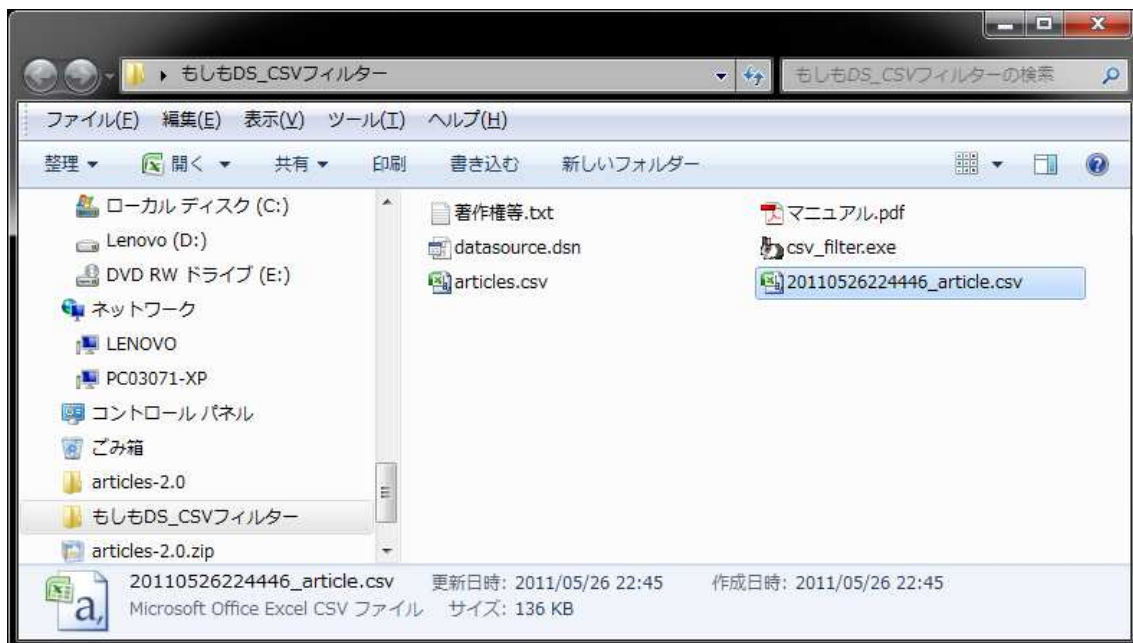 もしもDS_CSVフィルター
もしもDS_CSVフィルターの検索
ファイル(F) 編集(E) 表示(V) ツール(T) ヘルプ(H)
整理 開く 共有 印刷 書き込む 新しいフォルダー
ローカル ディスク (C:)
Lenovo (D:)
DVD RW ドライブ (E:)
ネットワーク
LENOVO
PC03071-XP
コントロール パネル
ごみ箱
articles-2.0
もしもDS_CSVフィルター
articles-2.0.zip
著作権等.txt
マニュアル.pdf
datasource.dsn
csv_filter.exe
articles.csv
20110526224446_article.csv
20110526224446_article.csv 更新日時: 2011/05/26 22:45 作成日時: 2011/05/26 22:45
Microsoft Office Excel CSV ファイル サイズ: 136 KB